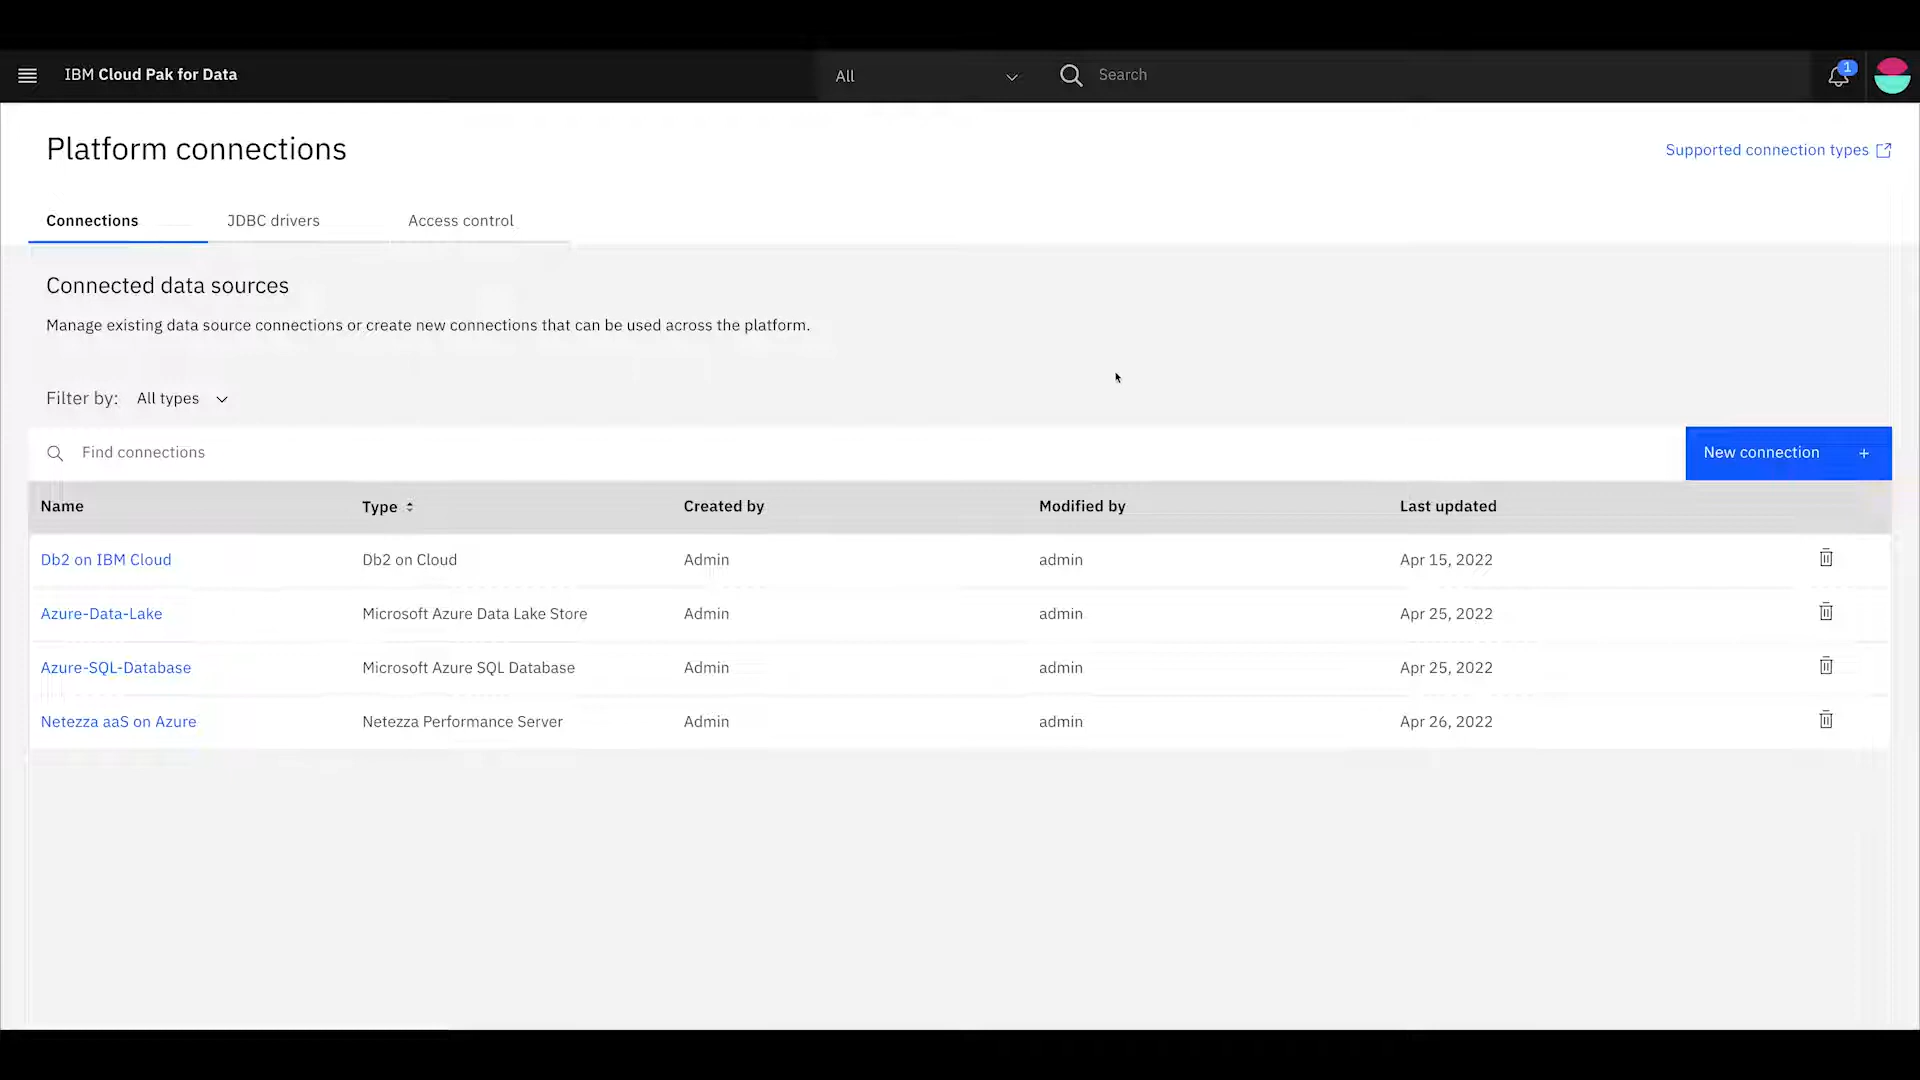 IBM Cloud Pak for Data
All
Search
1
Platform connections
Supported connection types
Connections
JDBC drivers
Access control
Connected data sources
Manage existing data source connections or create new connections that can be used across the platform.
Filter by: All types
Find connections
New connection +
Name Type Created by Modified by Last updated
Db2 on IBM Cloud Db2 on Cloud Admin admin Apr 15, 2022
Azure-Data-Lake Microsoft Azure Data Lake Store Admin admin Apr 25, 2022
Azure-SQL-Database Microsoft Azure SQL Database Admin admin Apr 25, 2022
Netezza aaS on Azure Netezza Performance Server Admin admin Apr 26, 2022